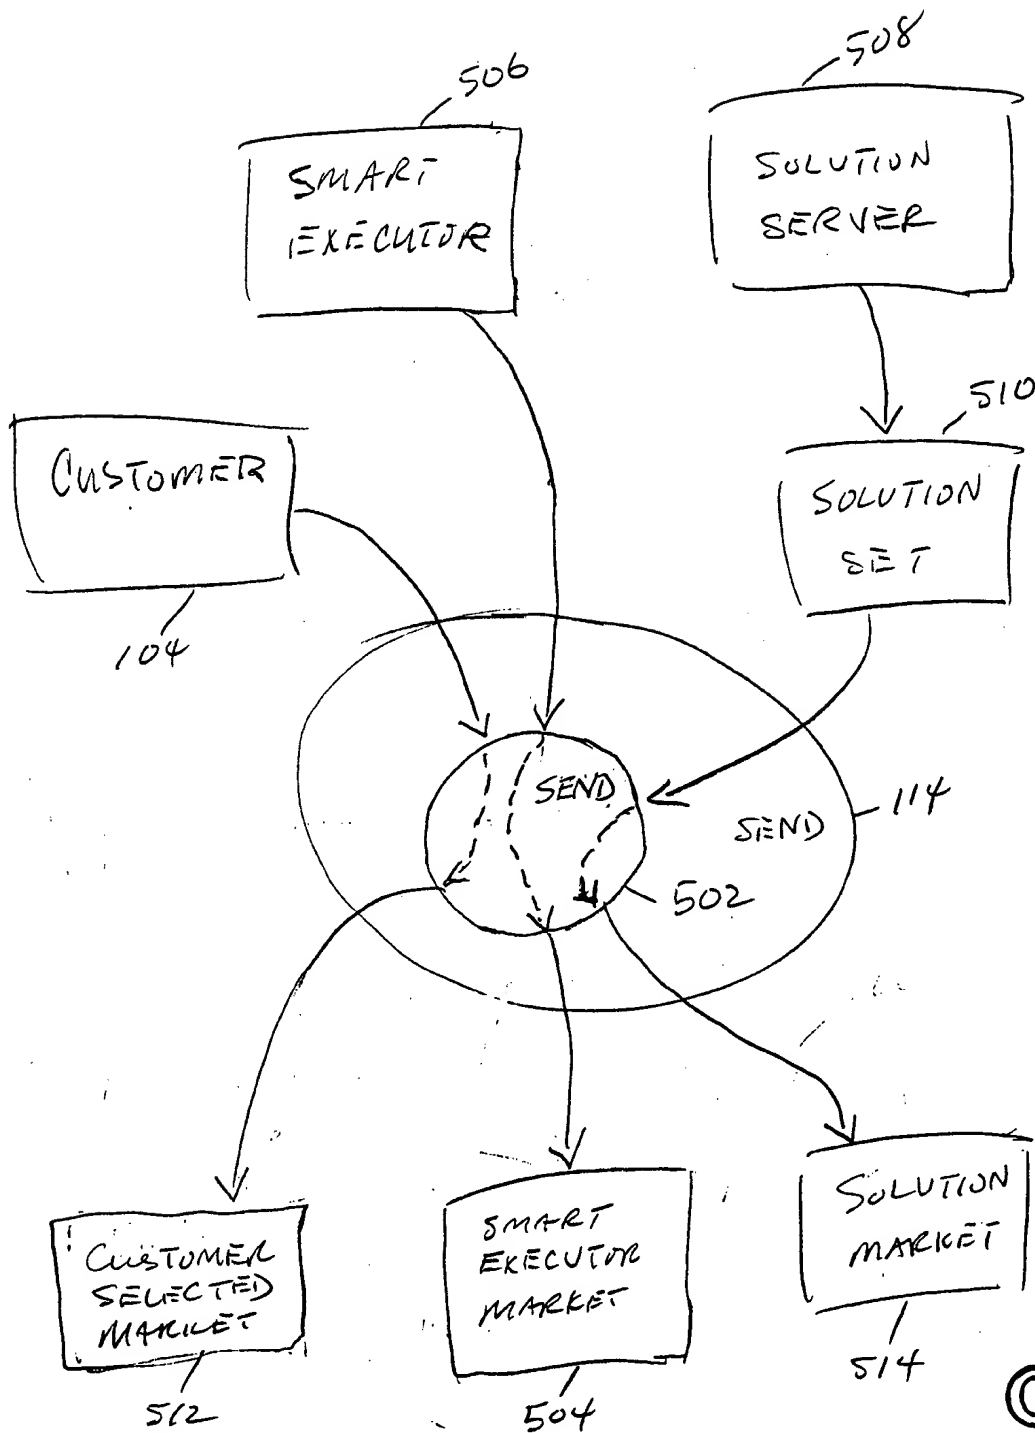 508
506
SMART
EXECUTOR
SOLUTION
SERVER
510
CUSTOMER
SOLUTION
SET
104
SEND
114
SEND
502
CUSTOMER
SELECTED
MARKET
SMART
EXECUTOR
MARKET
SOLUTION
MARKET
512
504
514